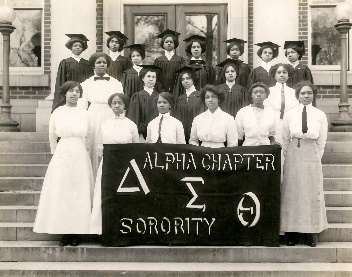 ALPHA CHAPTER
Δ Σ Θ
SORORITY